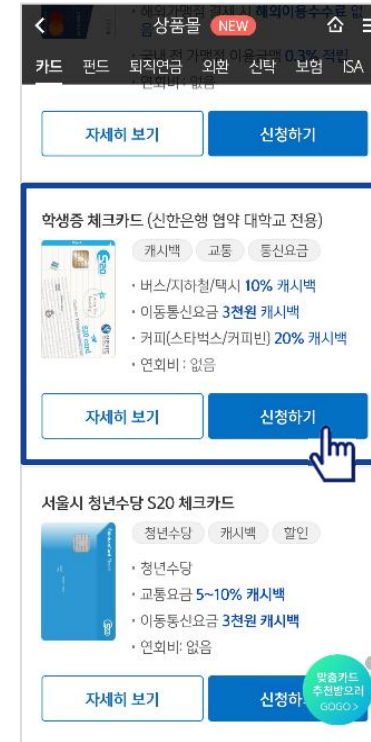 상품몰 NEW
카드 펀드 퇴직연금 외환 신탁 보험 ISA
자세히 보기 신청하기
학생증 체크카드 (신한은행 협약 대학교 전용)
캐시백 교통 통신요금
· 버스/지하철/택시 10% 캐시백
· 이동통신요금 3천원 캐시백
· 커피(스타벅스/커피빈) 20% 캐시백
· 연회비 : 없음
자세히 보기 신청하기
서울시 청년수당 S20 체크카드
청년수당 캐시백 할인
· 청년수당
· 교통요금 5~10% 캐시백
· 이동통신요금 3천원 캐시백
· 연회비: 없음
자세히 보기 신청하
맞춤카드
추천받으러
GOGO >